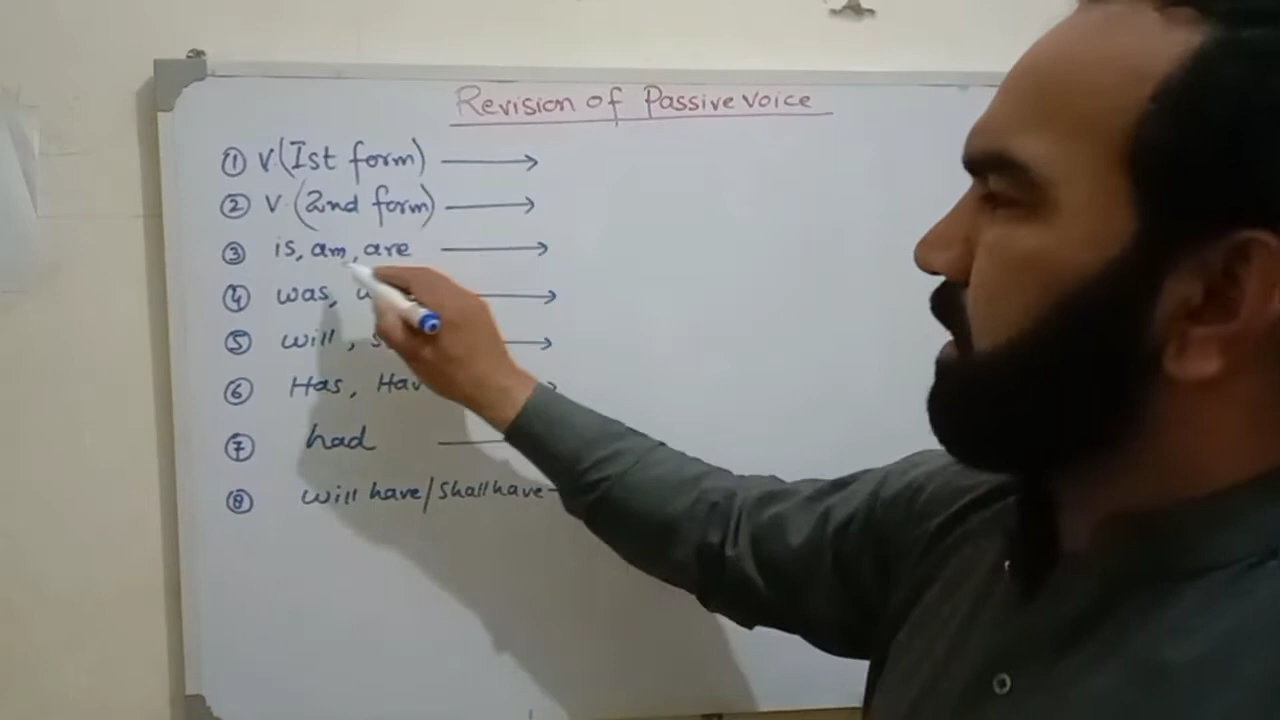 Revision of Passive voice
① V (Ist form) →
② V. (2nd form) →
③ is, am, are →
④ was, →
⑤ will, →
⑥ Has, →
⑦ had
⑧ will have/Shall have